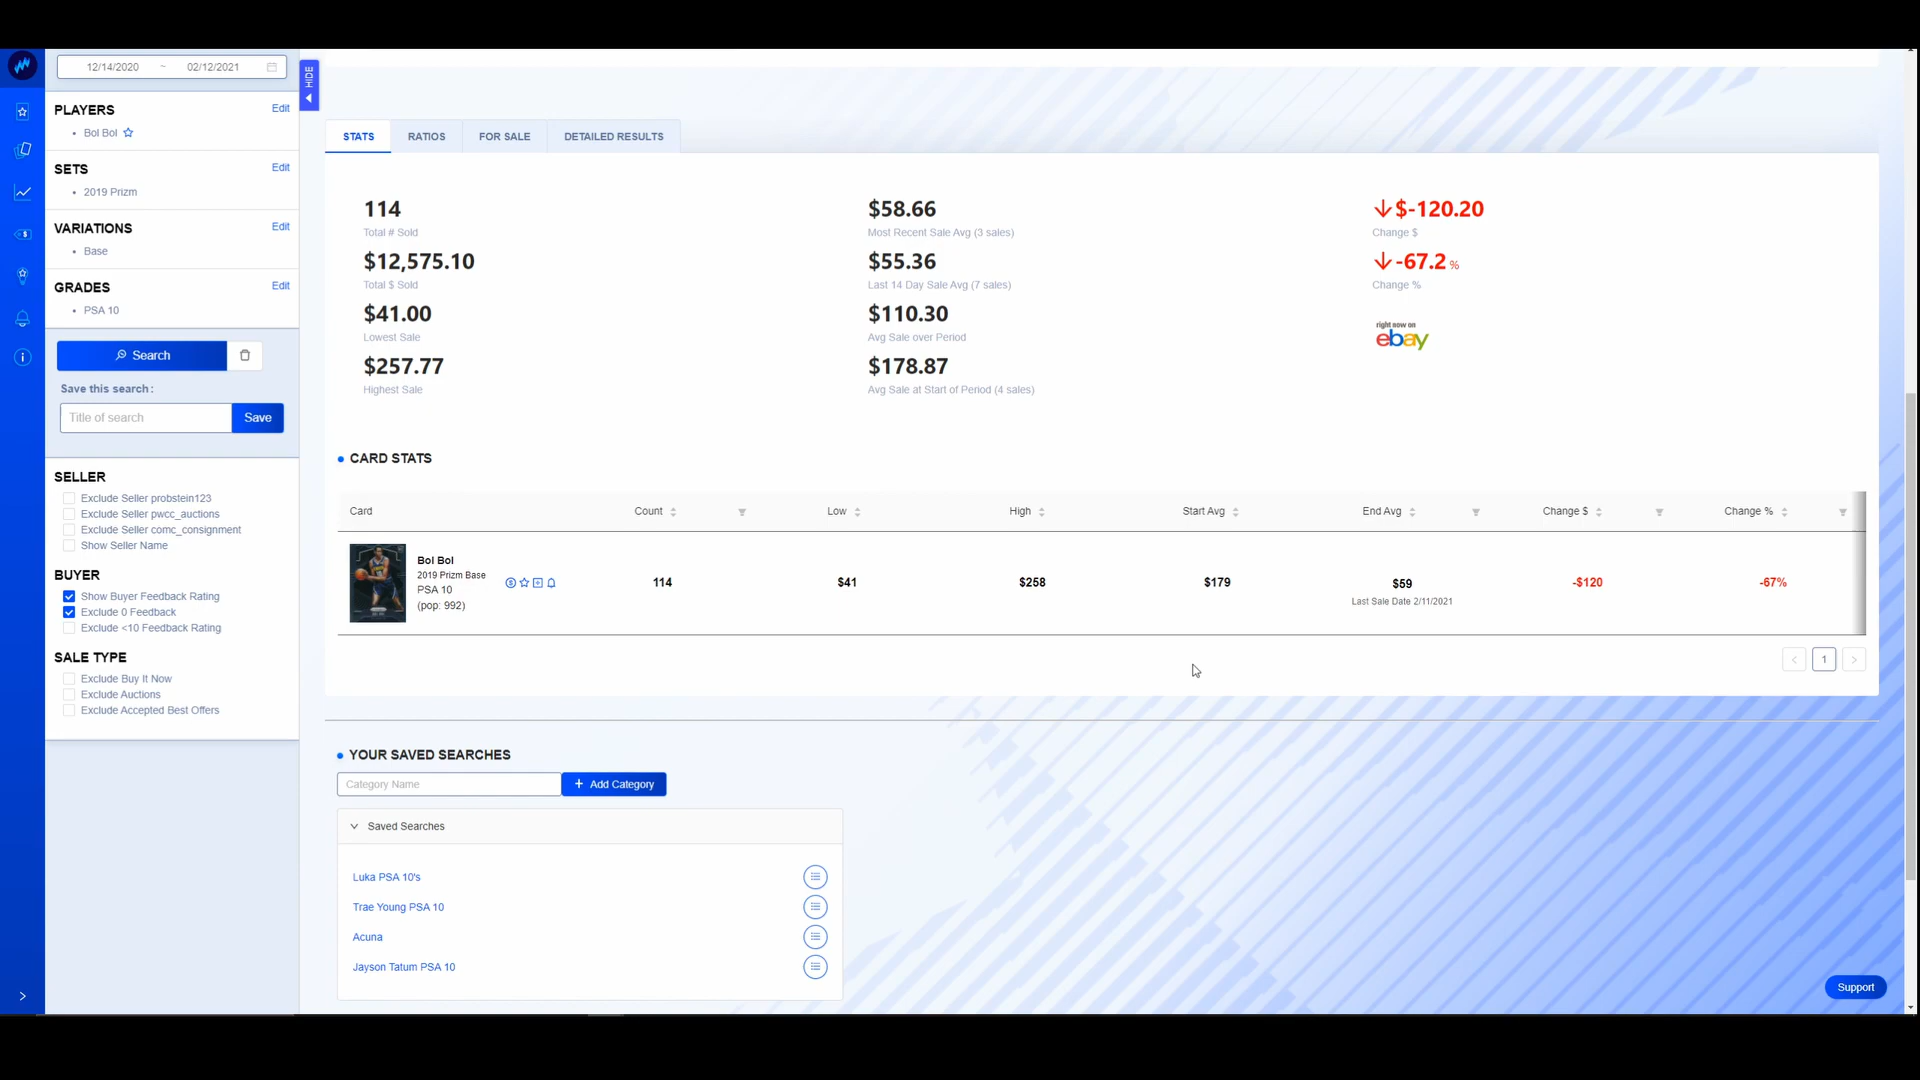 12/14/2020 ~ 02/12/2021
HIDE
PLAYERS Edit
Bol Bol
SETS Edit
2019 Prizm
VARIATIONS Edit
Base
GRADES Edit
PSA 10
Search
Save this search:
Title of search Save
SELLER
Exclude Seller probstein123
Exclude Seller pwcc_auctions
Exclude Seller comc_consignment
Show Seller Name
BUYER
Show Buyer Feedback Rating
Exclude 0 Feedback
Exclude <10 Feedback Rating
SALE TYPE
Exclude Buy It Now
Exclude Auctions
Exclude Accepted Best Offers
STATS RATIOS FOR SALE DETAILED RESULTS
114
Total # Sold
$12,575.10
Total $ Sold
$41.00
Lowest Sale
$257.77
Highest Sale
$58.66
Most Recent Sale Avg (3 sales)
$55.36
Last 14 Day Sale Avg (7 sales)
$110.30
Avg Sale over Period
$178.87
Avg Sale at Start of Period (4 sales)
$-120.20
Change $
-67.2 %
Change %
right now on
ebay
CARD STATS
Card Count Low High Start Avg End Avg Change $ Change %
Bol Bol
2019 Prizm Base
PSA 10
(pop: 992)
114 $41 $258 $179 $59 -$120 -67%
Last Sale Date 2/11/2021
< 1 >
YOUR SAVED SEARCHES
Category Name + Add Category
Saved Searches
Luka PSA 10's
Trae Young PSA 10
Acuna
Jayson Tatum PSA 10
Support